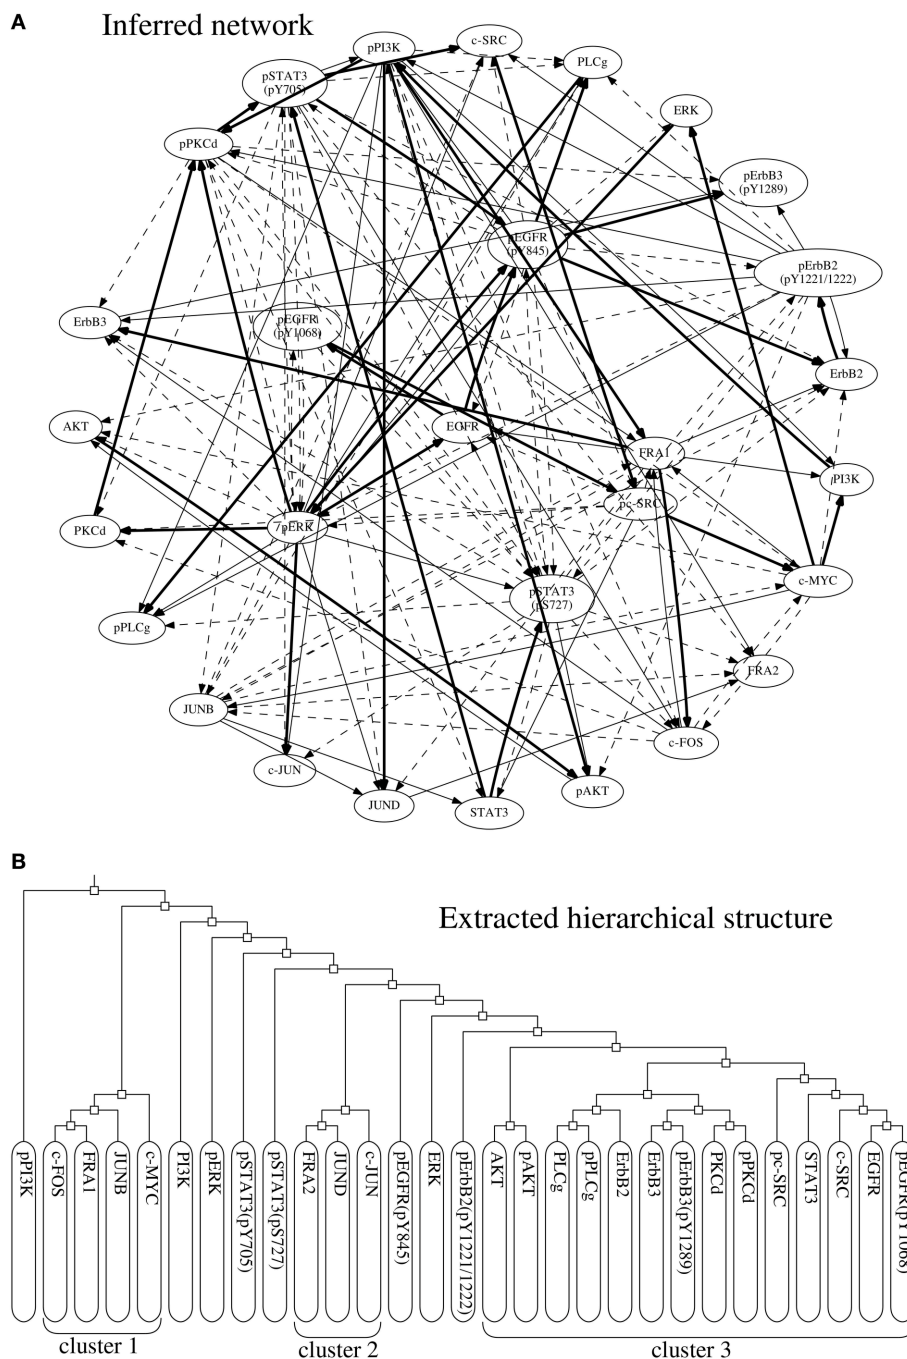 A
Inferred network
c-SRC
pPI3K
PLCg
pSTAT3
(pY705)
ERK
pPKCd
pErbB3
(pY1289)
pEGFR
(pY845)
pErbB2
(pY1221/1222)
ErbB3
pEGFR
(pY1068)
ErbB2
AKT
EGFR
FRA1
PI3K
pc-SRC
PKCd
pERK
c-MYC
pSTAT3
(pS727)
pPLCg
FRA2
JUNB
c-FOS
c-JUN
pAKT
JUND
STAT3
B
Extracted hierarchical structure
pPI3K
c-FOS
FRA1
JUNB
c-MYC
PI3K
pERK
pSTAT3(pY705)
pSTAT3(pS727)
FRA2
JUND
c-JUN
pEGFR(pY845)
ERK
pErbB2(pY1221/1222)
AKT
pAKT
PLCg
pPLCg
ErbB2
ErbB3
pErbB3(pY1289)
PKCd
pPKCd
pc-SRC
STAT3
c-SRC
EGFR
pEGFR(pY1068)
cluster 1
cluster 2
cluster 3